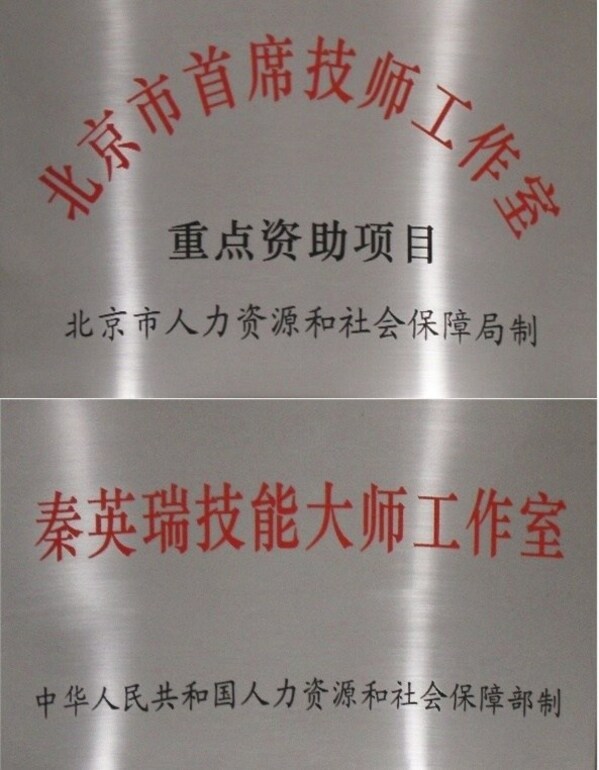 北京市首席技师工作室
重点资助项目
北京市人力资源和社会保障局制
秦英瑞技能大师工作室
中华人民共和国人力资源和社会保障部制